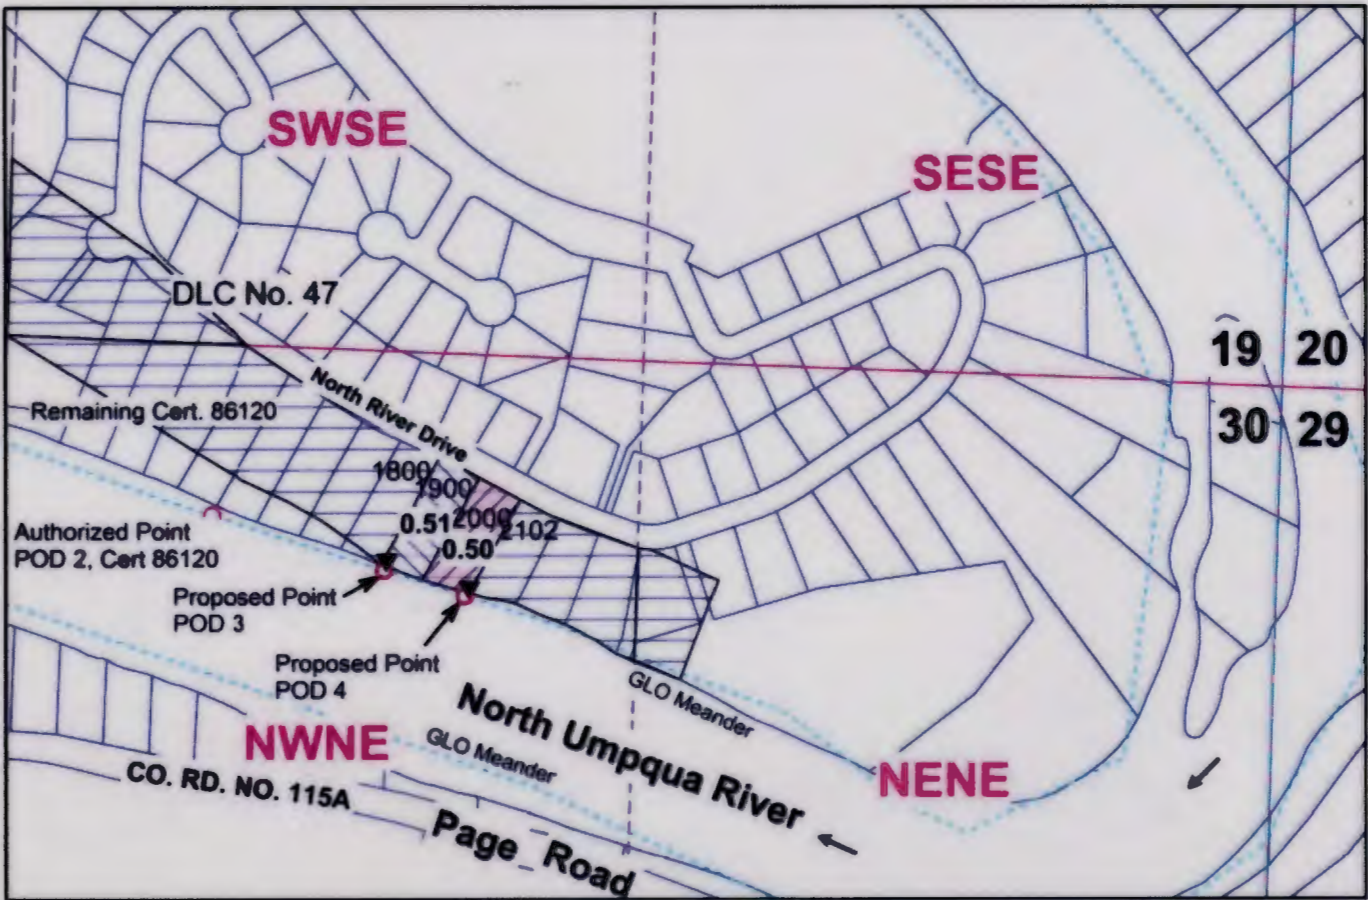 SWSE
SESE
DLC No. 47
19 20
30 29
North River Drive
Remaining Cert. 86120
1800
1900
2000
2102
0.51
0.50
Authorized Point
POD 2, Cert 86120
Proposed Point
POD 3
Proposed Point
POD 4
GLO Meander
North Umpqua River
NWNE
GLO Meander
NENE
CO. RD. NO. 115A
Page Road